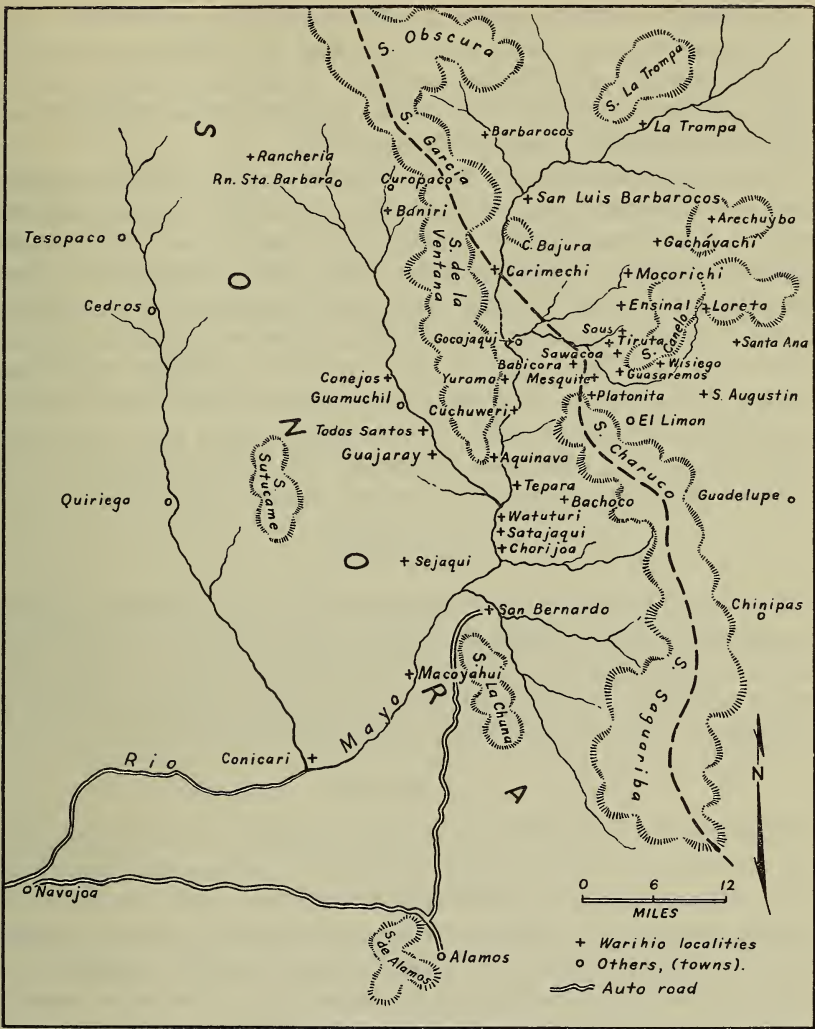 S. Obscura
S. La Trompa
S
S. García
+Barbarocos
+ La Trompa
+Rancheria
Rn. Sta. Barbara
Curopaco
+Baniri
+San Luis Barbarocos
+Arechuybo
+Gachávachi
Tesopaco
S. de la Ventana
C. Bajura
+Carimechi
+Mocorichi
O
Cedros
+Ensinal
+Loreto
Gocojaqui
Sous+
+Tiruta
S. Canelo
+Santa Ana
Sawacoa
Babicora +
+Wisiego
+Guasaremos
Conejos+
Yuromo+
Mesquite+
Guamuchil
+Platonita
+S. Augustin
Cuchuweri+
El Limon
N
Todos Santos +
S. Charuco
Guajaray +
+Aquinavo
S. Sutucame
+Tepara
+Bachoco
Guadelupe
Quiriego
+Watuturi
+Satajaqui
+Chorijoa
O
+Sejaqui
+San Bernardo
Chinipas
+Macoyahui
S. La Chuna
R
S. Saguariba
Rio Mayo
Conicari +
N
A
Navojoa
0 6 12
MILES
S. de Alamos
Alamos
+ Warihio localities
o Others, (towns).
Auto road